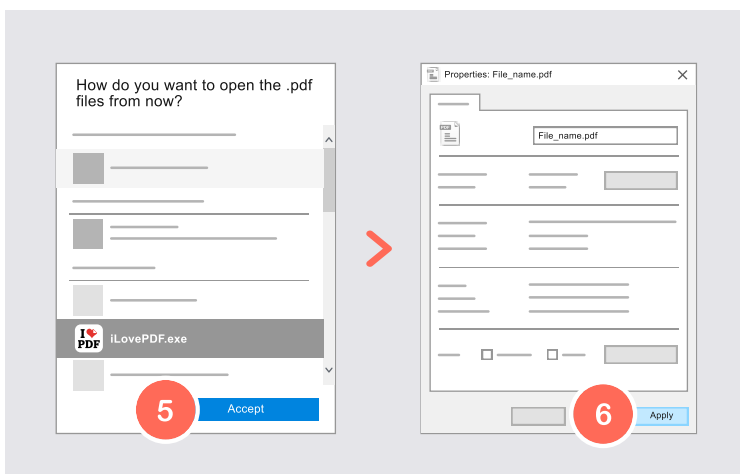 How do you want to open the .pdf
files from now?
I
PDF
iLovePDF.exe
5
Accept
Properties: File_name.pdf
PDF
File_name.pdf
6
Apply